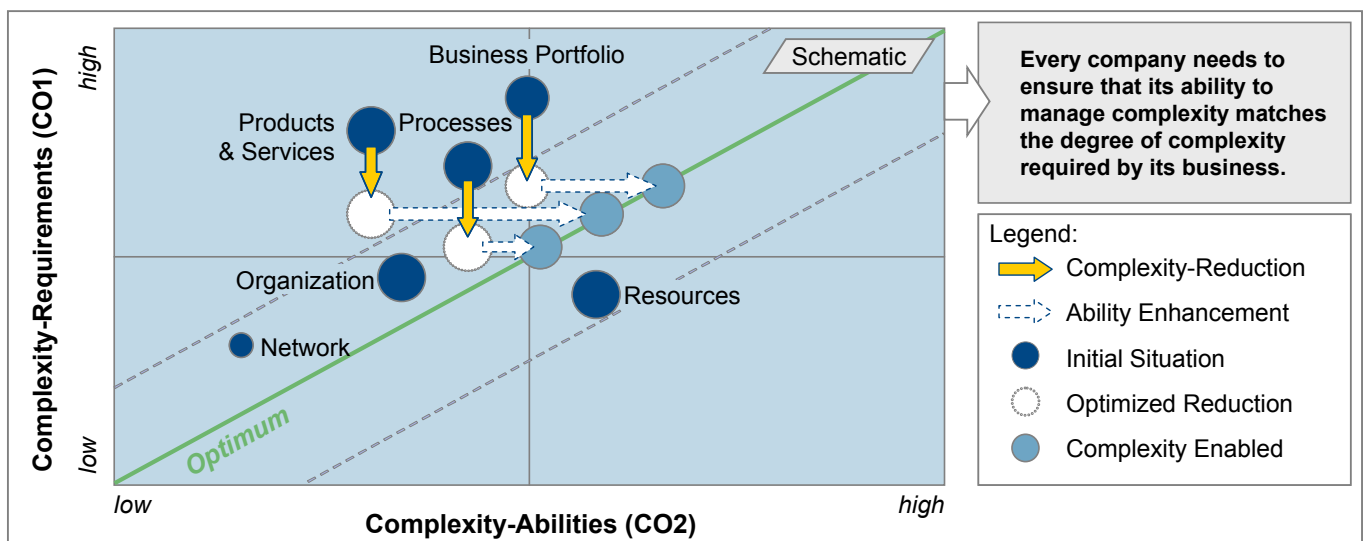 Complexity-Requirements (CO1)
high
low
Business Portfolio
Schematic
Products
& Services
Processes
Organization
Resources
Network
Optimum
low
high
Complexity-Abilities (CO2)
Every company needs to
ensure that its ability to
manage complexity matches
the degree of complexity
required by its business.
Legend:
Complexity-Reduction
Ability Enhancement
Initial Situation
Optimized Reduction
Complexity Enabled